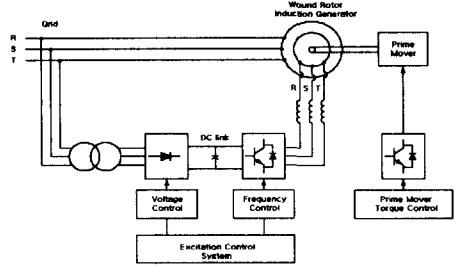 Wound Rotor
Induction Generator
Grid
R
S
T
Prime
Mover
R S T
DC link
Voltage
Control
Frequency
Control
Prime Mover
Torque Control
Excitation Control
System